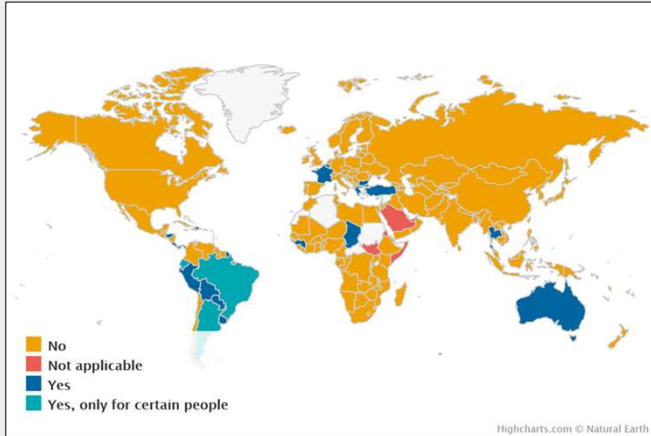 No
Not applicable
Yes
Yes, only for certain people
Highcharts.com © Natural Earth